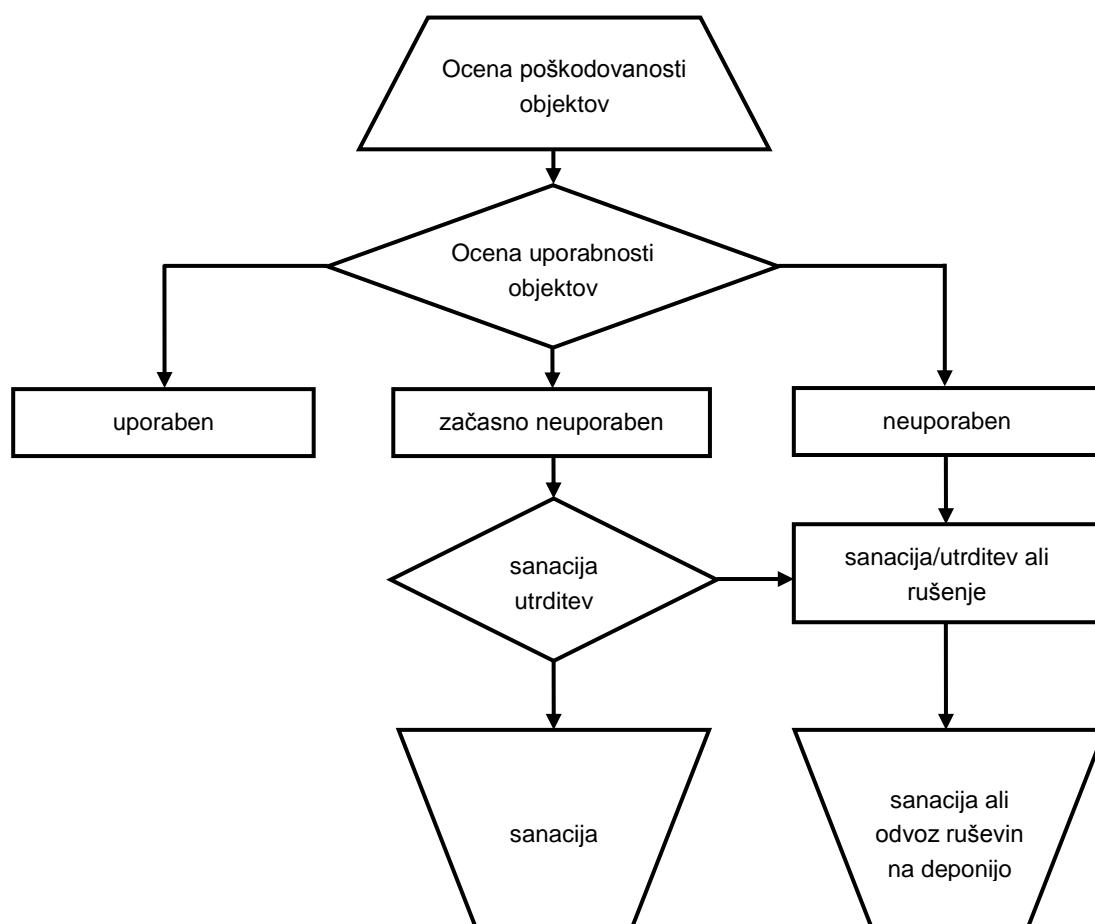 Ocena poškodovanosti
objektov
Ocena uporabnosti
objektov
uporaben
začasno neuporaben
neuporaben
sanacija
utrditev
sanacija/utrditev ali
rušenje
sanacija
sanacija ali
odvoz ruševin
na deponijo